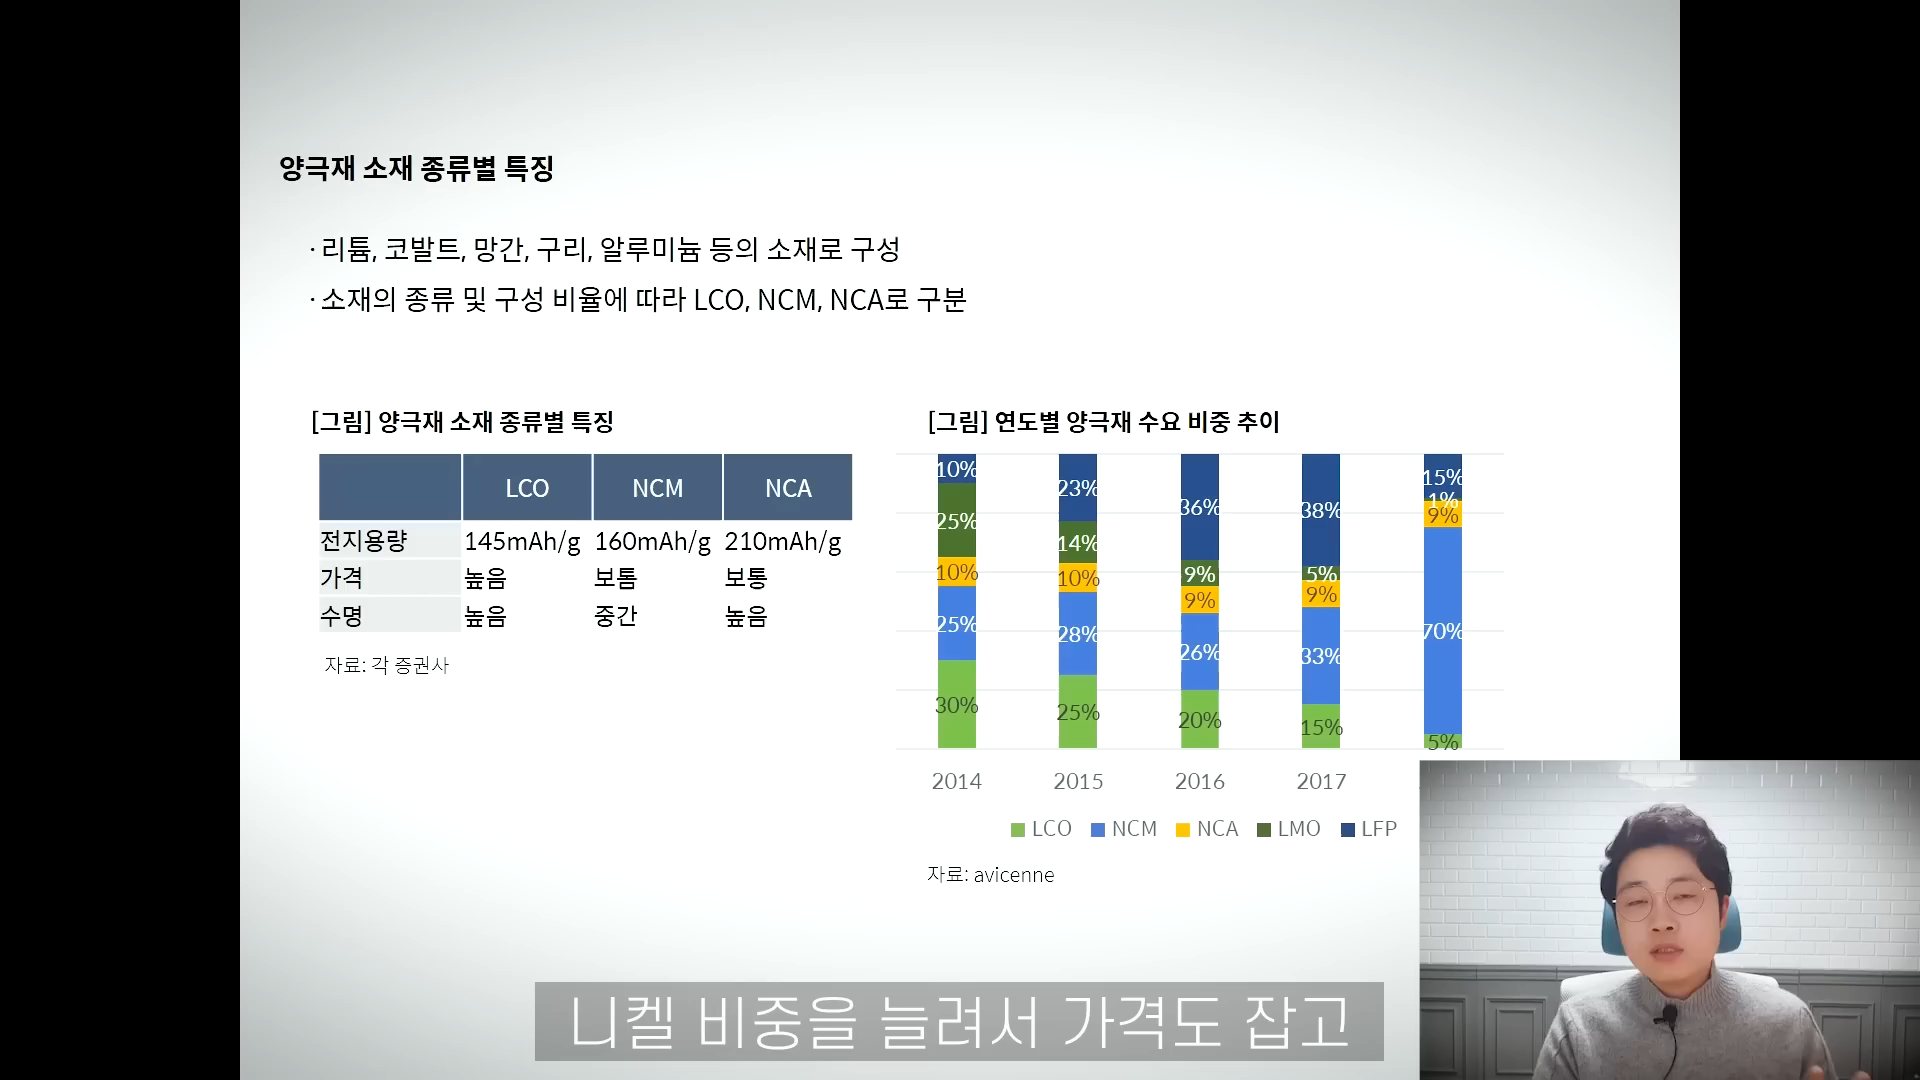 양극재 소재 종류별 특징
· 리튬, 코발트, 망간, 구리, 알루미늄 등의 소재로 구성
· 소재의 종류 및 구성 비율에 따라 LCO, NCM, NCA로 구분
[그림] 양극재 소재 종류별 특징
LCO NCM NCA
전지용량 145mAh/g 160mAh/g 210mAh/g
가격 높음 보톰 보통
수명 높음 중간 높음
자료: 각 증권사
[그림] 연도별 양극재 수요 비중 추이
10% 23% 36% 38% 15%
25% 14% 9% 5% 1%
10% 10% 9% 9% 9%
25% 28% 26% 33% 70%
30% 25% 20% 15% 5%
2014 2015 2016 2017
LCO NCM NCA LMO LFP
자료: avicenne
니켈 비중을 늘려서 가격도 잡고